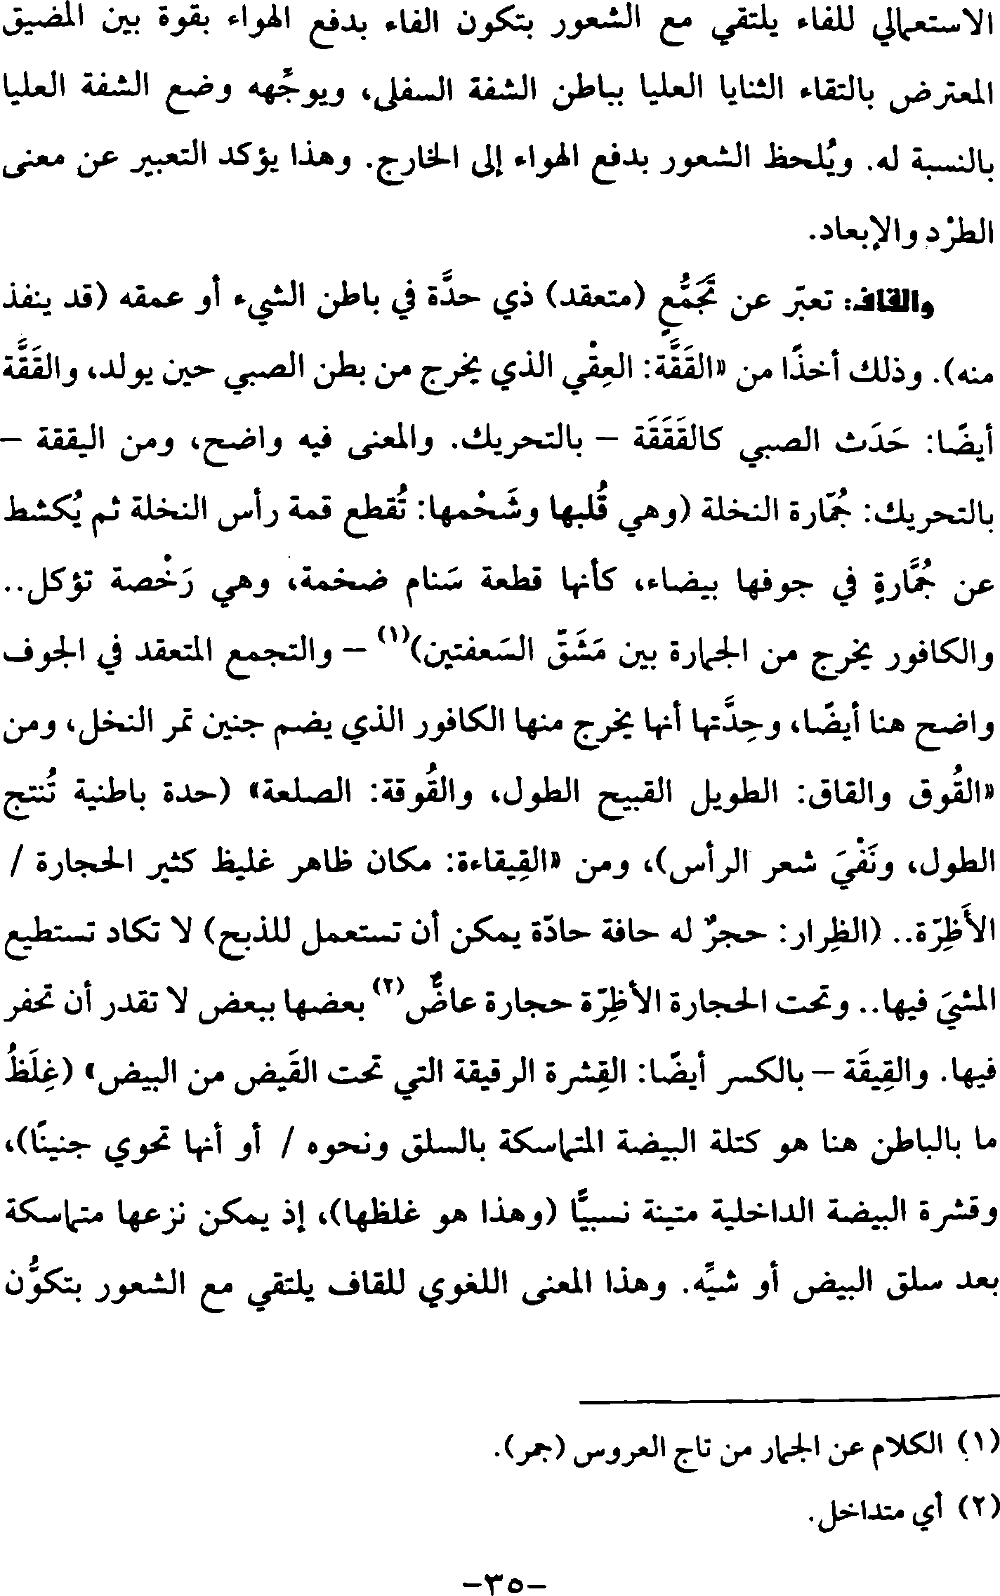 الاستعمالي للفاء يلتقي مع الشعور بتكون الفاء بدفع الهواء بقوة بين المضيق
المعترض بالتقاء الثنايا العليا بباطن الشفة السفلى، ويوجِّهه وضع الشفة العليا
بالنسبة له. ويُلحظ الشعور بدفع الهواء إلى الخارج. وهذا يؤكد التعبير عن معنى
الطرْد والإبعاد.
والقاف: تعبّر عن تَجَمُّعٍ (متعقد) ذي حدَّة في باطن الشيء أو عمقه (قد ينفذ
منه). وذلك أخذًا من «القَقَّة: العِقْي الذي يخرج من بطن الصبي حين يولد، والقَقَّة
أيضًا: حَدَث الصبي كالقَقَقَة – بالتحريك. والمعنى فيه واضح، ومن اليققة –
بالتحريك: جُمّارة النخلة (وهي قُلبها وشَحْمها: تُقطع قمة رأس النخلة ثم يُكشط
عن جُمَّارةٍ في جوفها بيضاء، كأنها قطعة سَنام ضخمة، وهي رَخْصة تؤكل..
والكافور يخرج من الجمارة بين مَشَقّ السَعفتين)(١) – والتجمع المتعقد في الجوف
واضح هنا أيضًا، وحِدَّتها أنها يخرج منها الكافور الذي يضم جنين تمر النخل، ومن
«القُوق والقاق: الطويل القبيح الطول، والقُوقة: الصلعة» (حدة باطنية تُنتج
الطول، ونَفْيَ شعر الرأس)، ومن «القِيقاءة: مكان ظاهر غليظ كثير الحجارة /
الأَظِرّة.. (الظِرار: حجرٌ له حافة حادّة يمكن أن تستعمل للذبح) لا تكاد تستطيع
المشيَ فيها.. وتحت الحجارة الأظِرّة حجارة عاضٌّ(٢) بعضها ببعض لا تقدر أن تحفر
فيها. والقِيقَة – بالكسر أيضًا: القِشرة الرقيقة التي تحت القَيض من البيض» (غِلَظُ
ما بالباطن هنا هو كتلة البيضة المتماسكة بالسلق ونحوه / أو أنها تحوي جنينًا)،
وقشرة البيضة الداخلية متينة نسبيًّا (وهذا هو غلظها)، إذ يمكن نزعها متماسكة
بعد سلق البيض أو شيِّه. وهذا المعنى اللغوي للقاف يلتقي مع الشعور بتكوُّن
(١) الكلام عن الجمار من تاج العروس (جمر).
(٢) أي متداخل.
–٣٥–